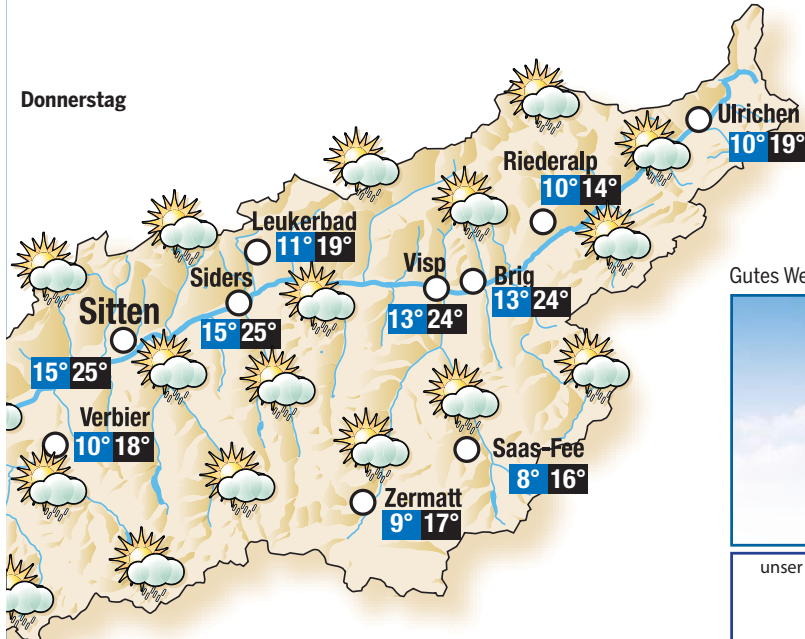 Donnerstag
Ulrichen
10° 19°
Riederalp
10° 14°
Leukerbad
11° 19°
Visp
13° 24°
Brig
13° 24°
Siders
15° 25°
Sitten
15° 25°
Verbier
10° 18°
Saas-Fee
8° 16°
Zermatt
9° 17°
Gutes We
unser